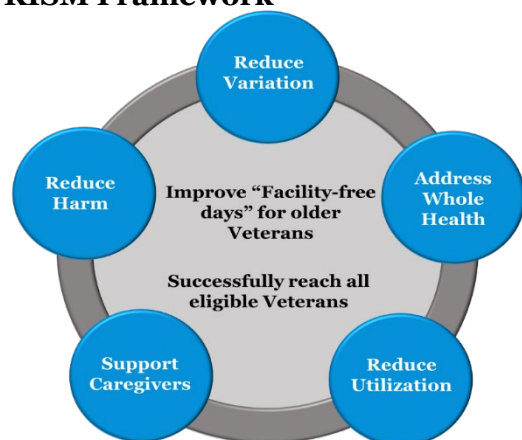 RISM Framework
Reduce
Variation
Reduce
Harm
Address
Whole
Health
Improve “Facility-free
days” for older
Veterans
Successfully reach all
eligible Veterans
Support
Caregivers
Reduce
Utilization